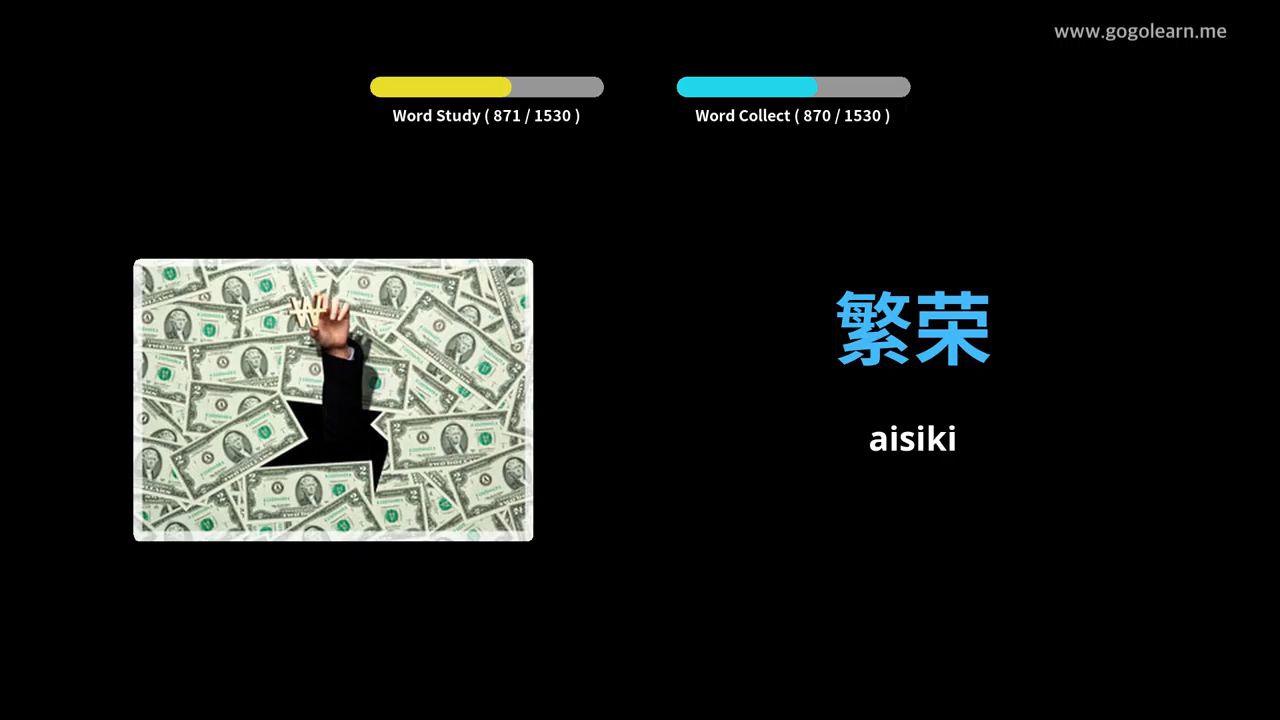 www.gogolearn.me
Word Study ( 871 / 1530 )
Word Collect ( 870 / 1530 )
₩
繁荣
aisiki